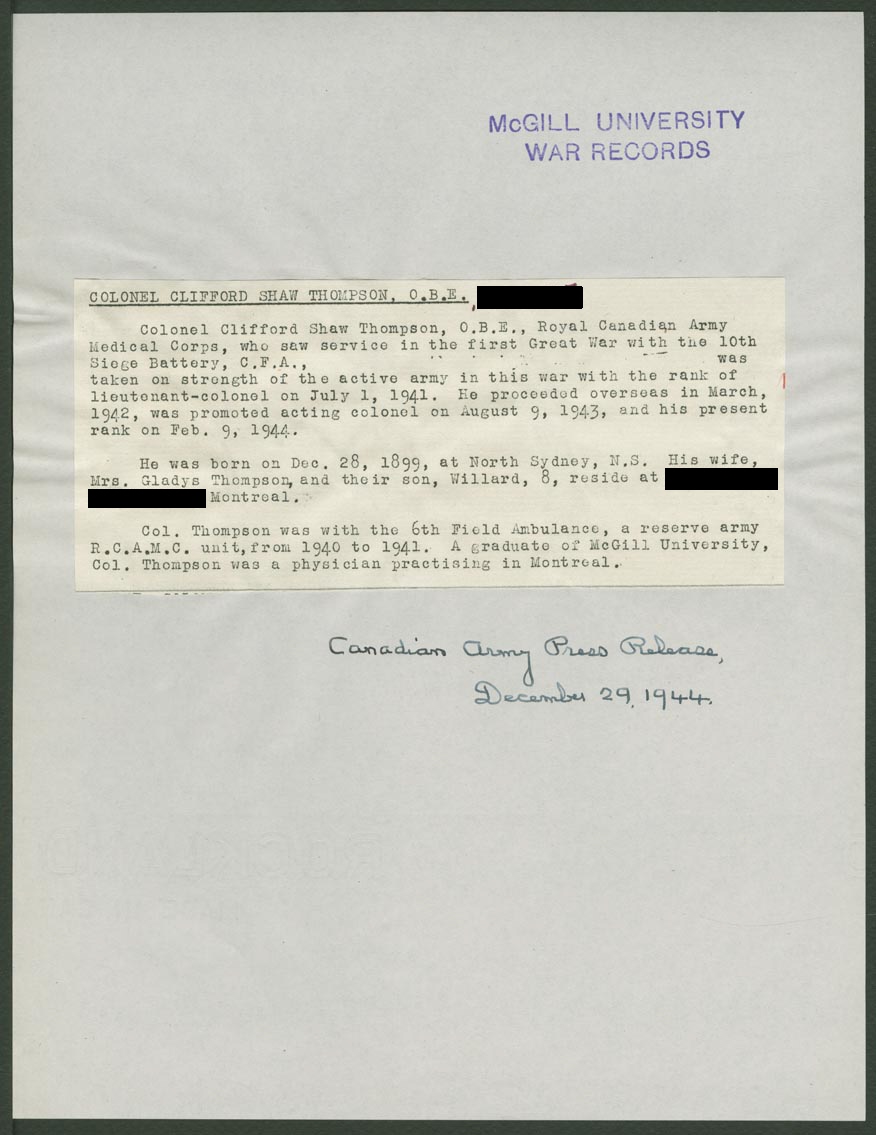 McGILL UNIVERSITY
WAR RECORDS
COLONEL CLIFFORD SHAW THOMPSON, O.B.E.,
Colonel Clifford Shaw Thompson, O.B.E., Royal Canadian Army
Medical Corps, who saw service in the first Great War with the 10th
Siege Battery, C.F.A., was
taken on strength of the active army in this war with the rank of
lieutenant-colonel on July 1, 1941. He proceeded overseas in March,
1942, was promoted acting colonel on August 9, 1943, and his present
rank on Feb. 9, 1944.
He was born on Dec. 28, 1899, at North Sydney, N.S. His wife,
Mrs. Gladys Thompson, and their son, Willard, 8, reside at
Montreal.
Col. Thompson was with the 6th Field Ambulance, a reserve army
R.C.A.M.C. unit, from 1940 to 1941. A graduate of McGill University,
Col. Thompson was a physician practising in Montreal.
Canadian Army Press Release,
December 29, 1944.